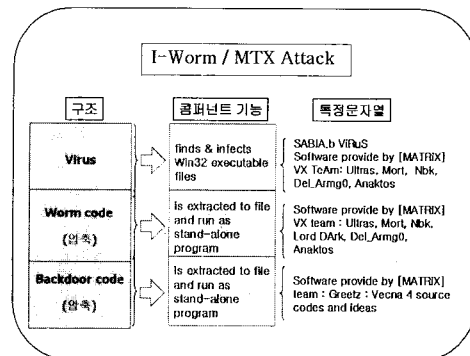 I-Worm / MTX Attack
구조
콤퍼넌트 기능
특정문자열
Virus
finds & infects
Win32 executable
files
SABIA.b ViRuS
Software provide by [MATRIX]
VX TeAm: Ultras, Mort, Nbk,
Del_Armg0, Anaktos
Worm code
(압축)
is extracted to file
and run as
stand-alone
program
Software provide by [MATRIX]
VX team : Ultras, Mort, Nbk,
Lord DArk, Del_Armg0,
Anaktos
Backdoor code
(압축)
Is extracted to file
and run as
stand-alone
program
Software provide by [MATRIX]
team : Greetz : Vecna 4 source
codes and ideas